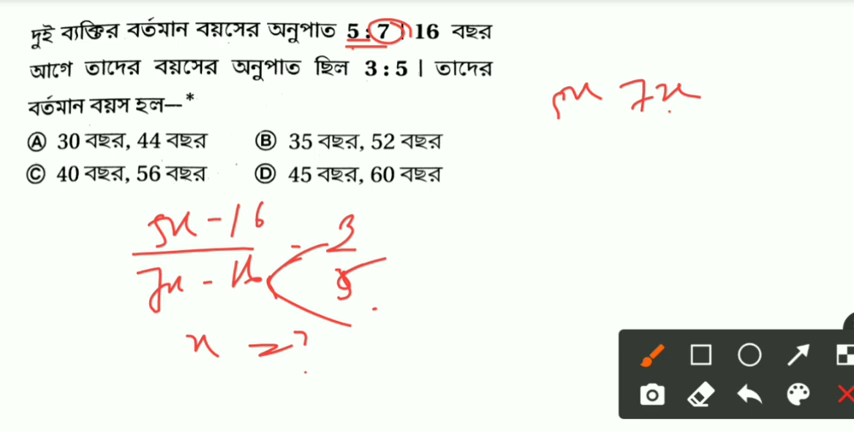 দুই ব্যক্তির বর্তমান বয়সের অনুপাত 5 : 7 | 16 বছর
আগে তাদের বয়সের অনুপাত ছিল 3 : 5 | তাদের
বর্তমান বয়স হল—*
5x 7x
Ⓐ 30 বছর, 44 বছর Ⓑ 35 বছর, 52 বছর
Ⓒ 40 বছর, 56 বছর Ⓓ 45 বছর, 60 বছর
5x - 16 3
7x - 16 5
x = ?